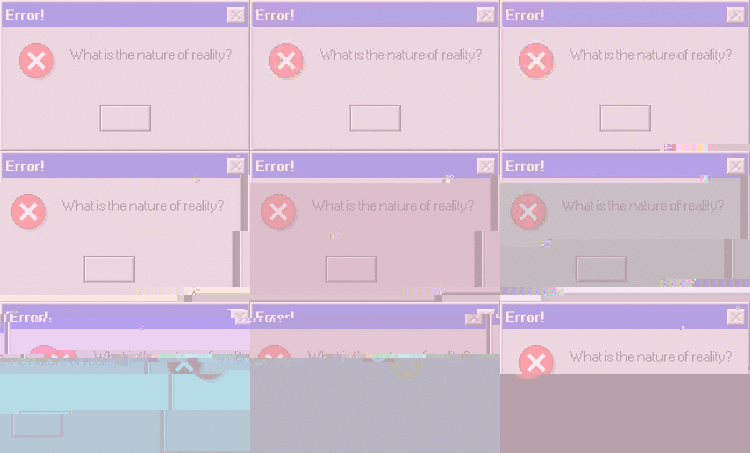 Error! Error! Error!
What is the nature of reality? What is the nature of reality? What is the nature of reality?
Error! Error! Error!
What is the nature of reality? What is the nature of reality? What is the nature of reality?
Error! Error! Error!
What is the nature of reality?